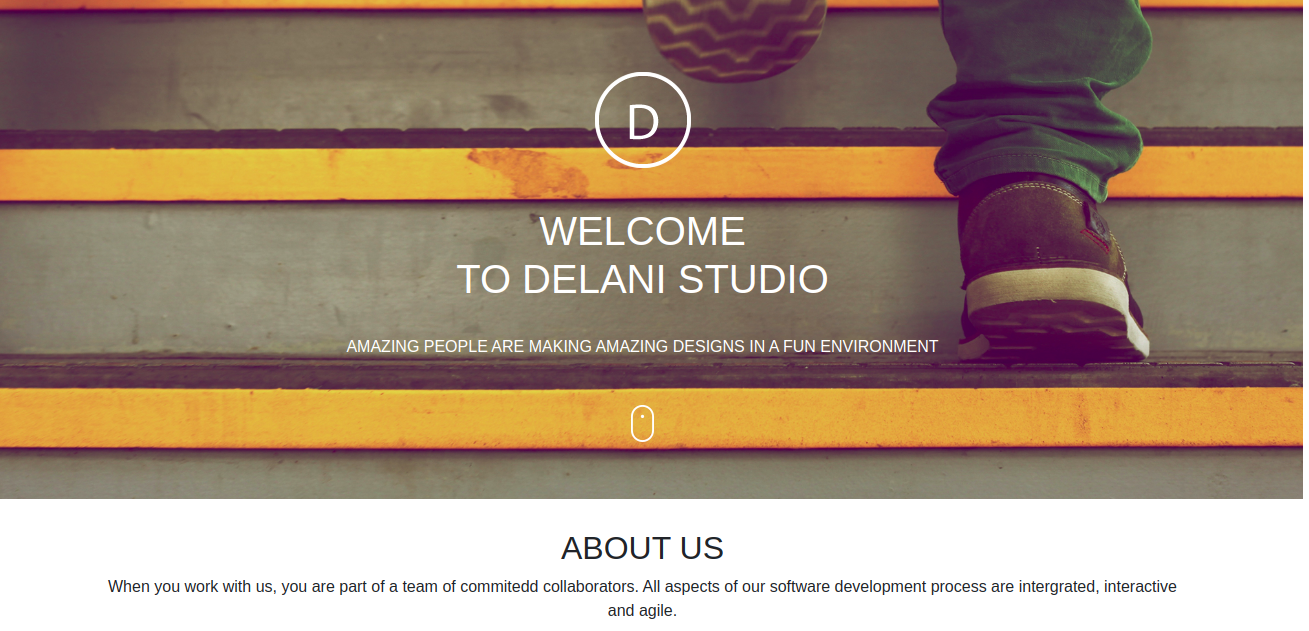 D
WELCOME
TO DELANI STUDIO
AMAZING PEOPLE ARE MAKING AMAZING DESIGNS IN A FUN ENVIRONMENT
ABOUT US
When you work with us, you are part of a team of commitedd collaborators. All aspects of our software development process are intergrated, interactive
and agile.